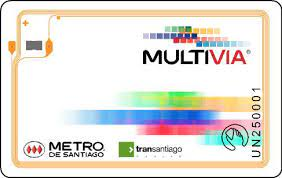 MULTIVIA®
METRO
DE SANTIAGO
transantiago
UN250001